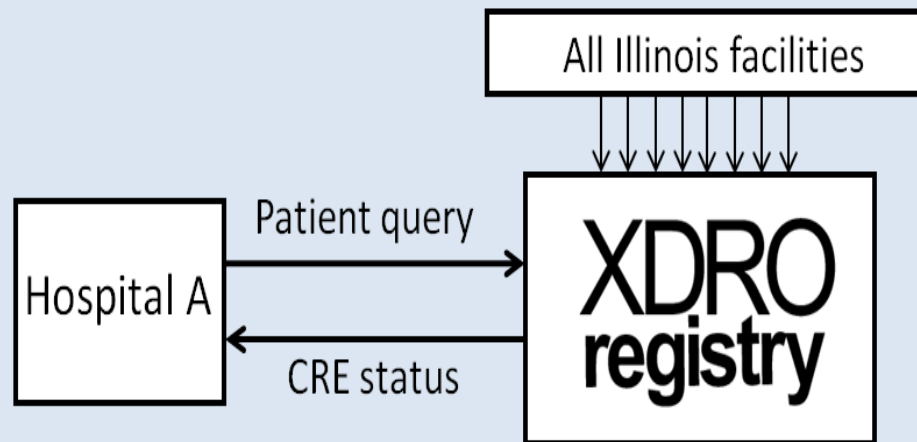 All Illinois facilities
Patient query
Hospital A
XDRO
registry
CRE status